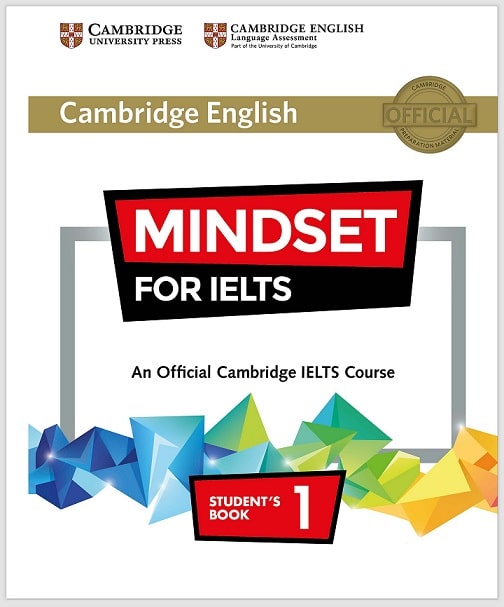 CAMBRIDGE
UNIVERSITY PRESS
CAMBRIDGE ENGLISH
Language Assessment
Part of the University of Cambridge
Cambridge English
CAMBRIDGE
OFFICIAL
PREPARATION MATERIAL
MINDSET
FOR IELTS
An Official Cambridge IELTS Course
STUDENT'S
BOOK
1